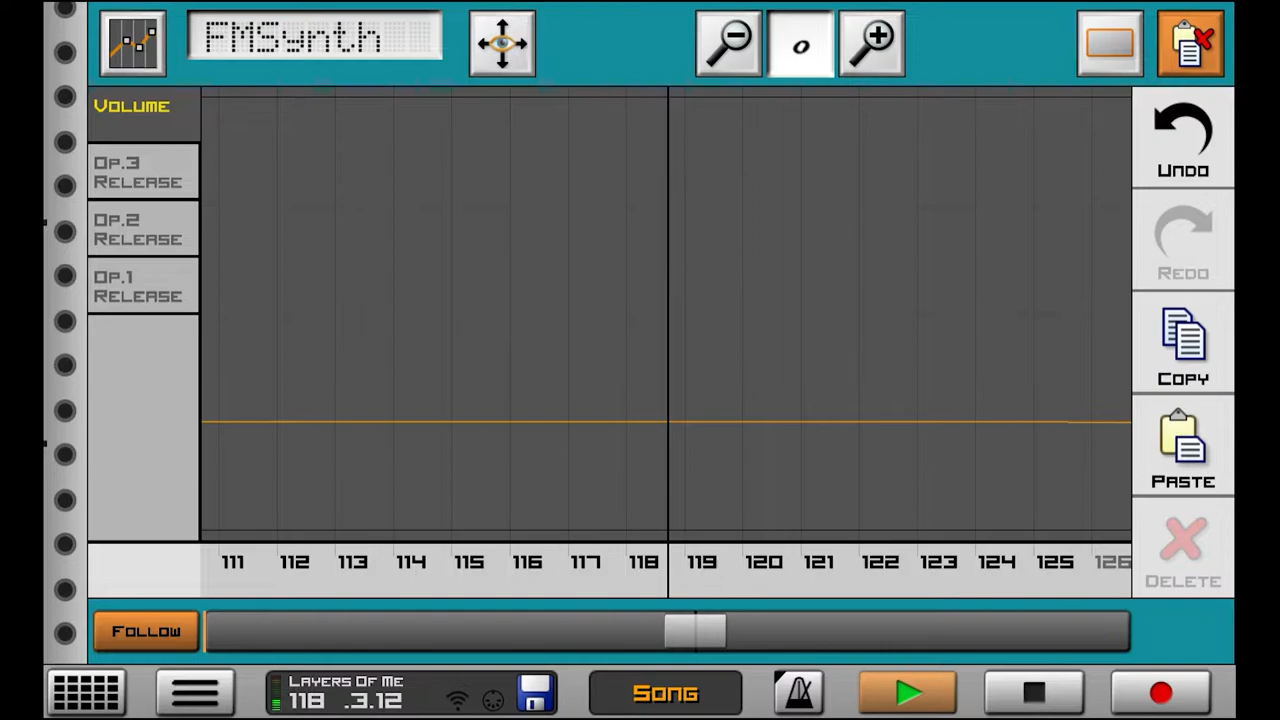 FMSynth
o
Volume
Op.3
Release
Op.2
Release
Op.1
Release
Undo
Redo
Copy
Paste
Delete
111 112 113 114 115 116 117 118 119 120 121 122 123 124 125 126
Follow
Layers Of Me
118 .3.12
Song